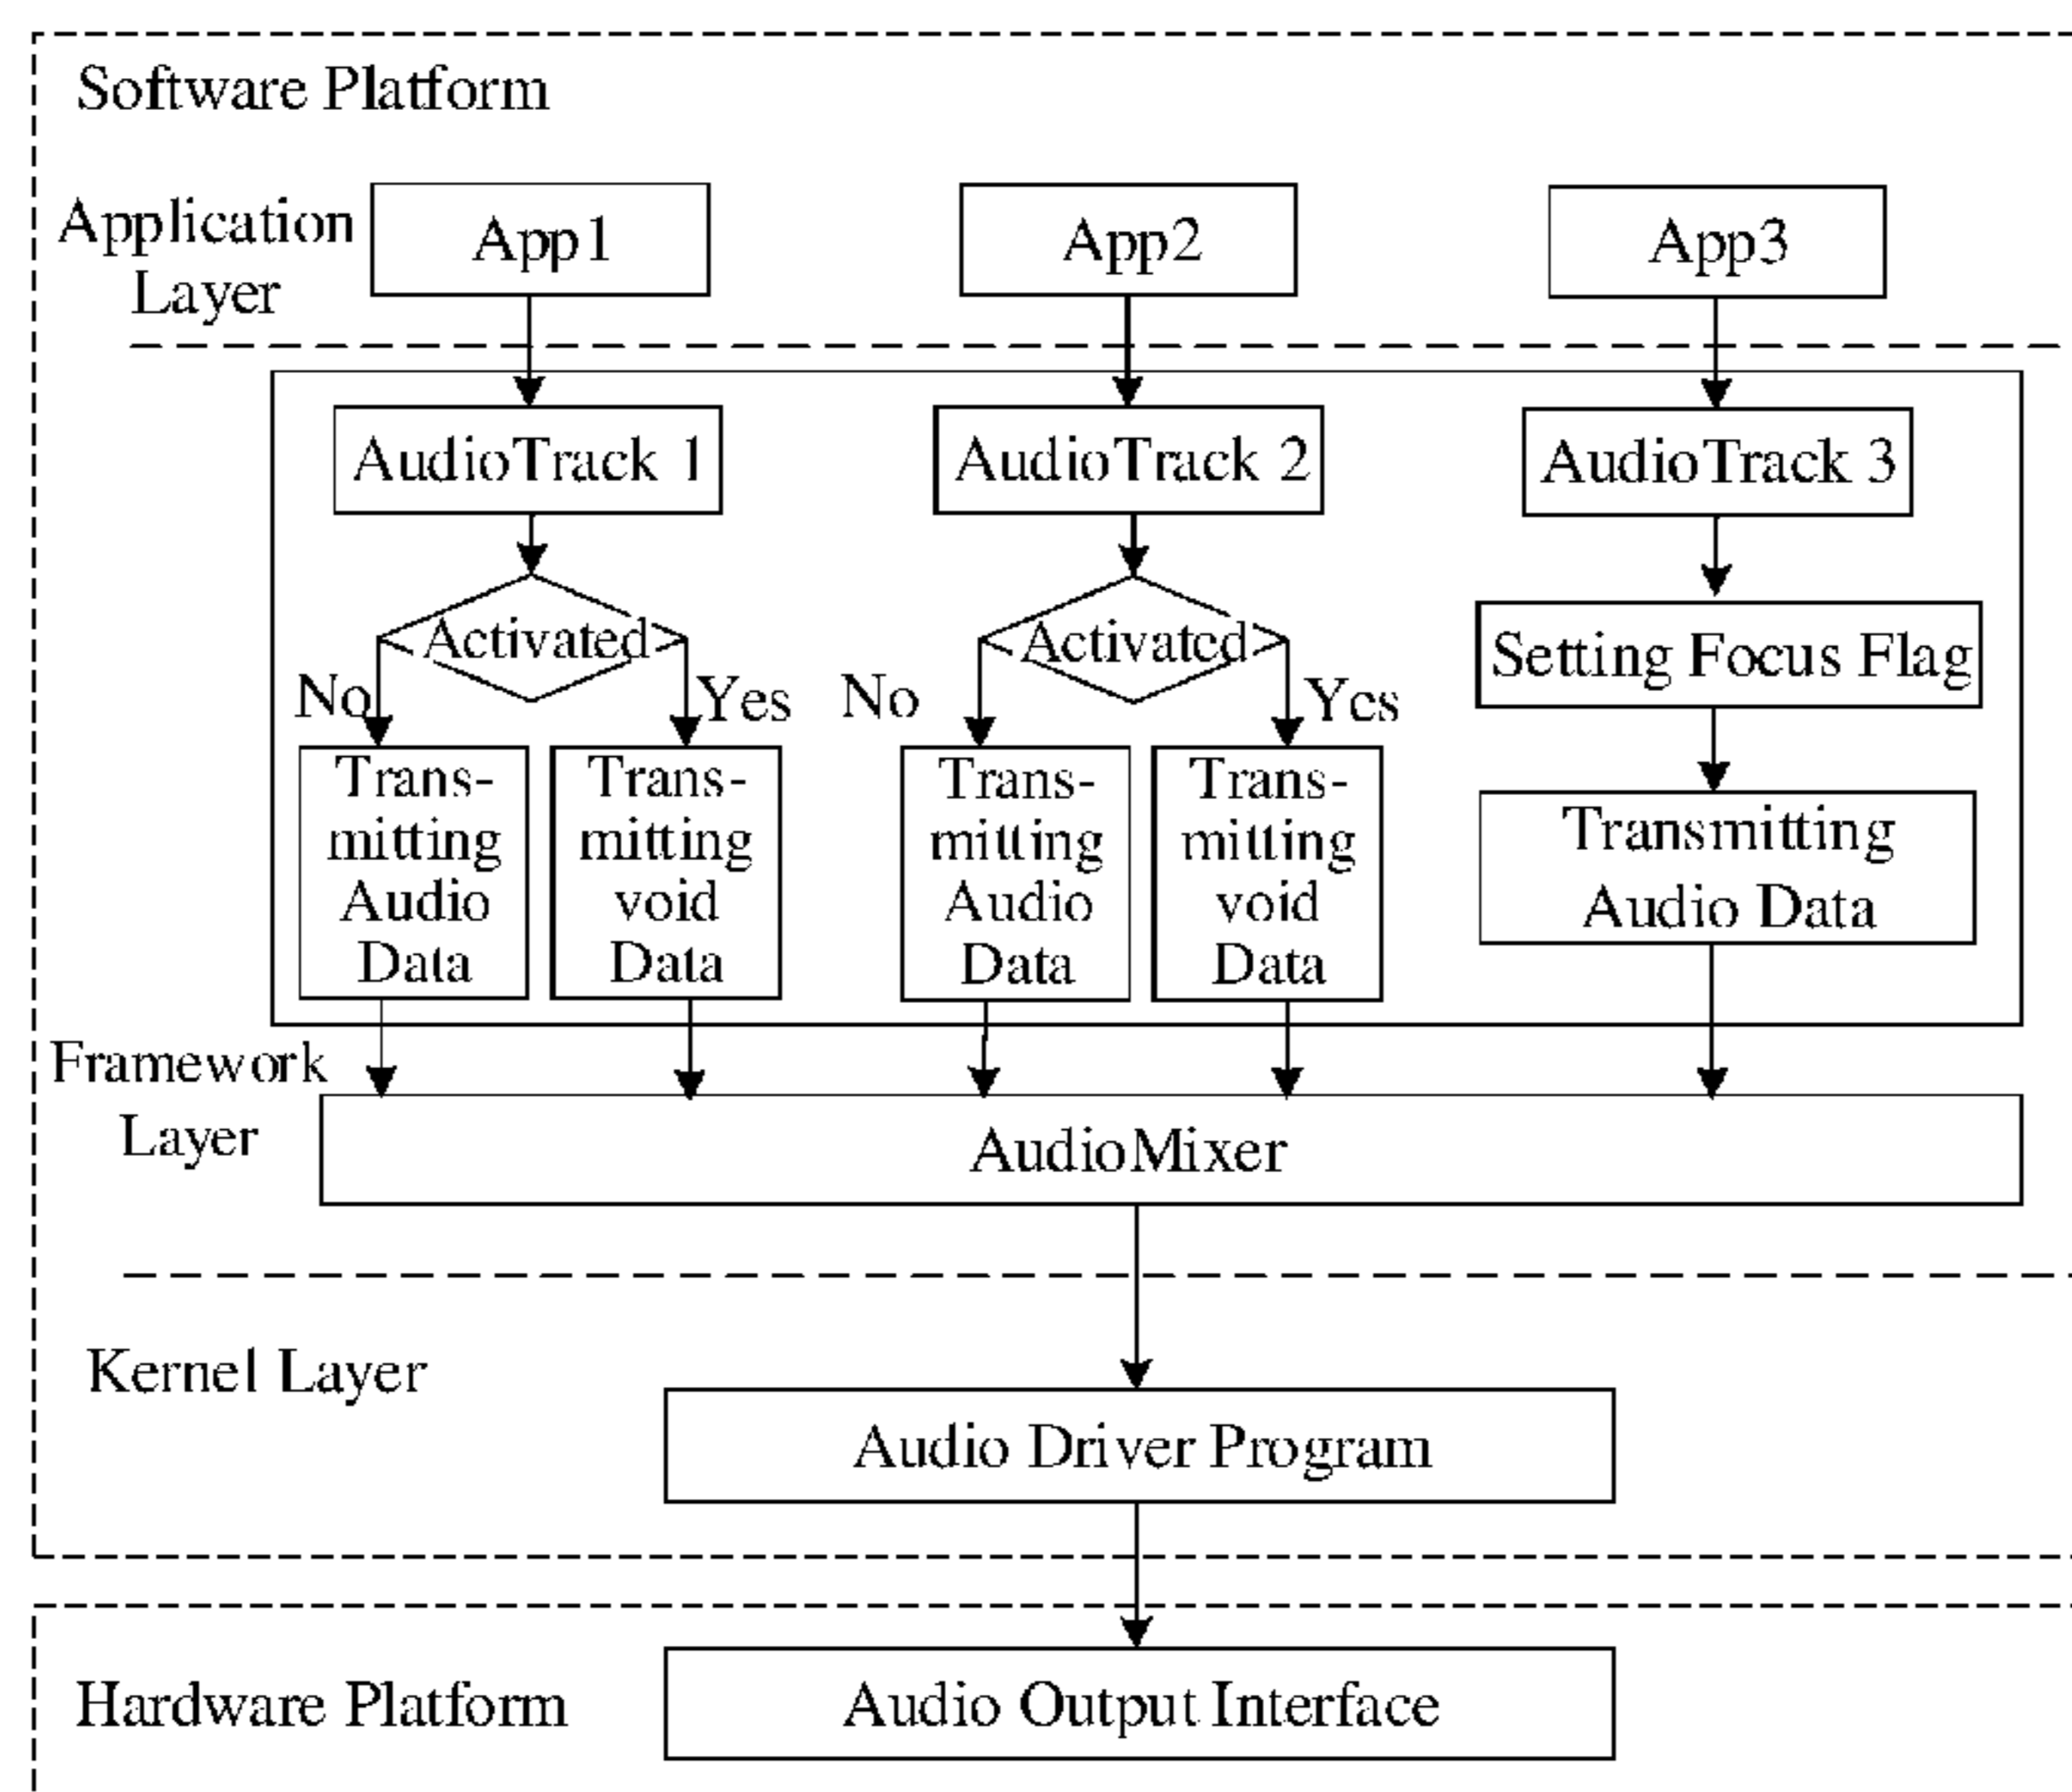 Software Platform
Application
Layer
App1
App2
App3
AudioTrack 1
AudioTrack 2
AudioTrack 3
Activated
Activated
Setting Focus Flag
No
Yes
No
Yes
Trans-
mitting
Audio
Data
Trans-
mitting
void
Data
Trans-
mitting
Audio
Data
Trans-
mitting
void
Data
Transmitting
Audio Data
Framework
Layer
AudioMixer
Kernel Layer
Audio Driver Program
Hardware Platform
Audio Output Interface